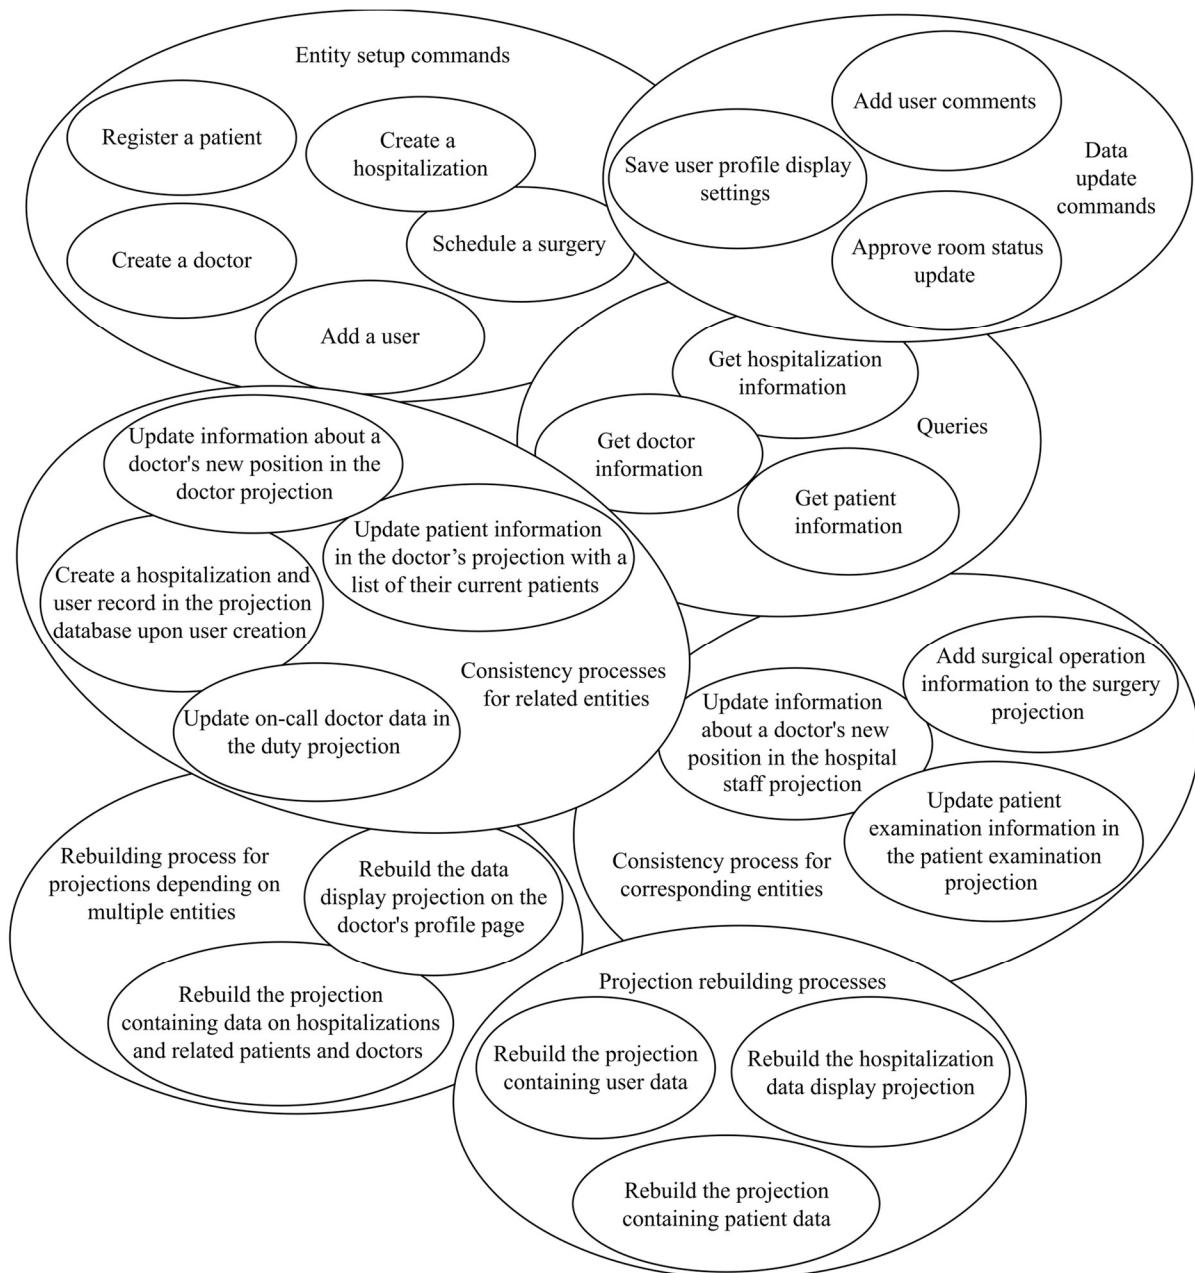 Entity setup commands
Register a patient
Create a
hospitalization
Create a doctor
Schedule a surgery
Add a user
Add user comments
Save user profile display
settings
Data
update
commands
Approve room status
update
Get hospitalization
information
Queries
Get doctor
information
Get patient
information
Update information about a
doctor's new position in the
doctor projection
Update patient information
in the doctor’s projection with a
list of their current patients
Create a hospitalization and
user record in the projection
database upon user creation
Consistency processes
for related entities
Update on-call doctor data in
the duty projection
Add surgical operation
information to the surgery
projection
Update information
about a doctor's new
position in the hospital
staff projection
Update patient
examination information in
the patient examination
projection
Consistency process for
corresponding entities
Rebuilding process for
projections depending on
multiple entities
Rebuild the data
display projection on the
doctor's profile page
Rebuild the projection
containing data on hospitalizations
and related patients and doctors
Projection rebuilding processes
Rebuild the projection
containing user data
Rebuild the hospitalization
data display projection
Rebuild the projection
containing patient data